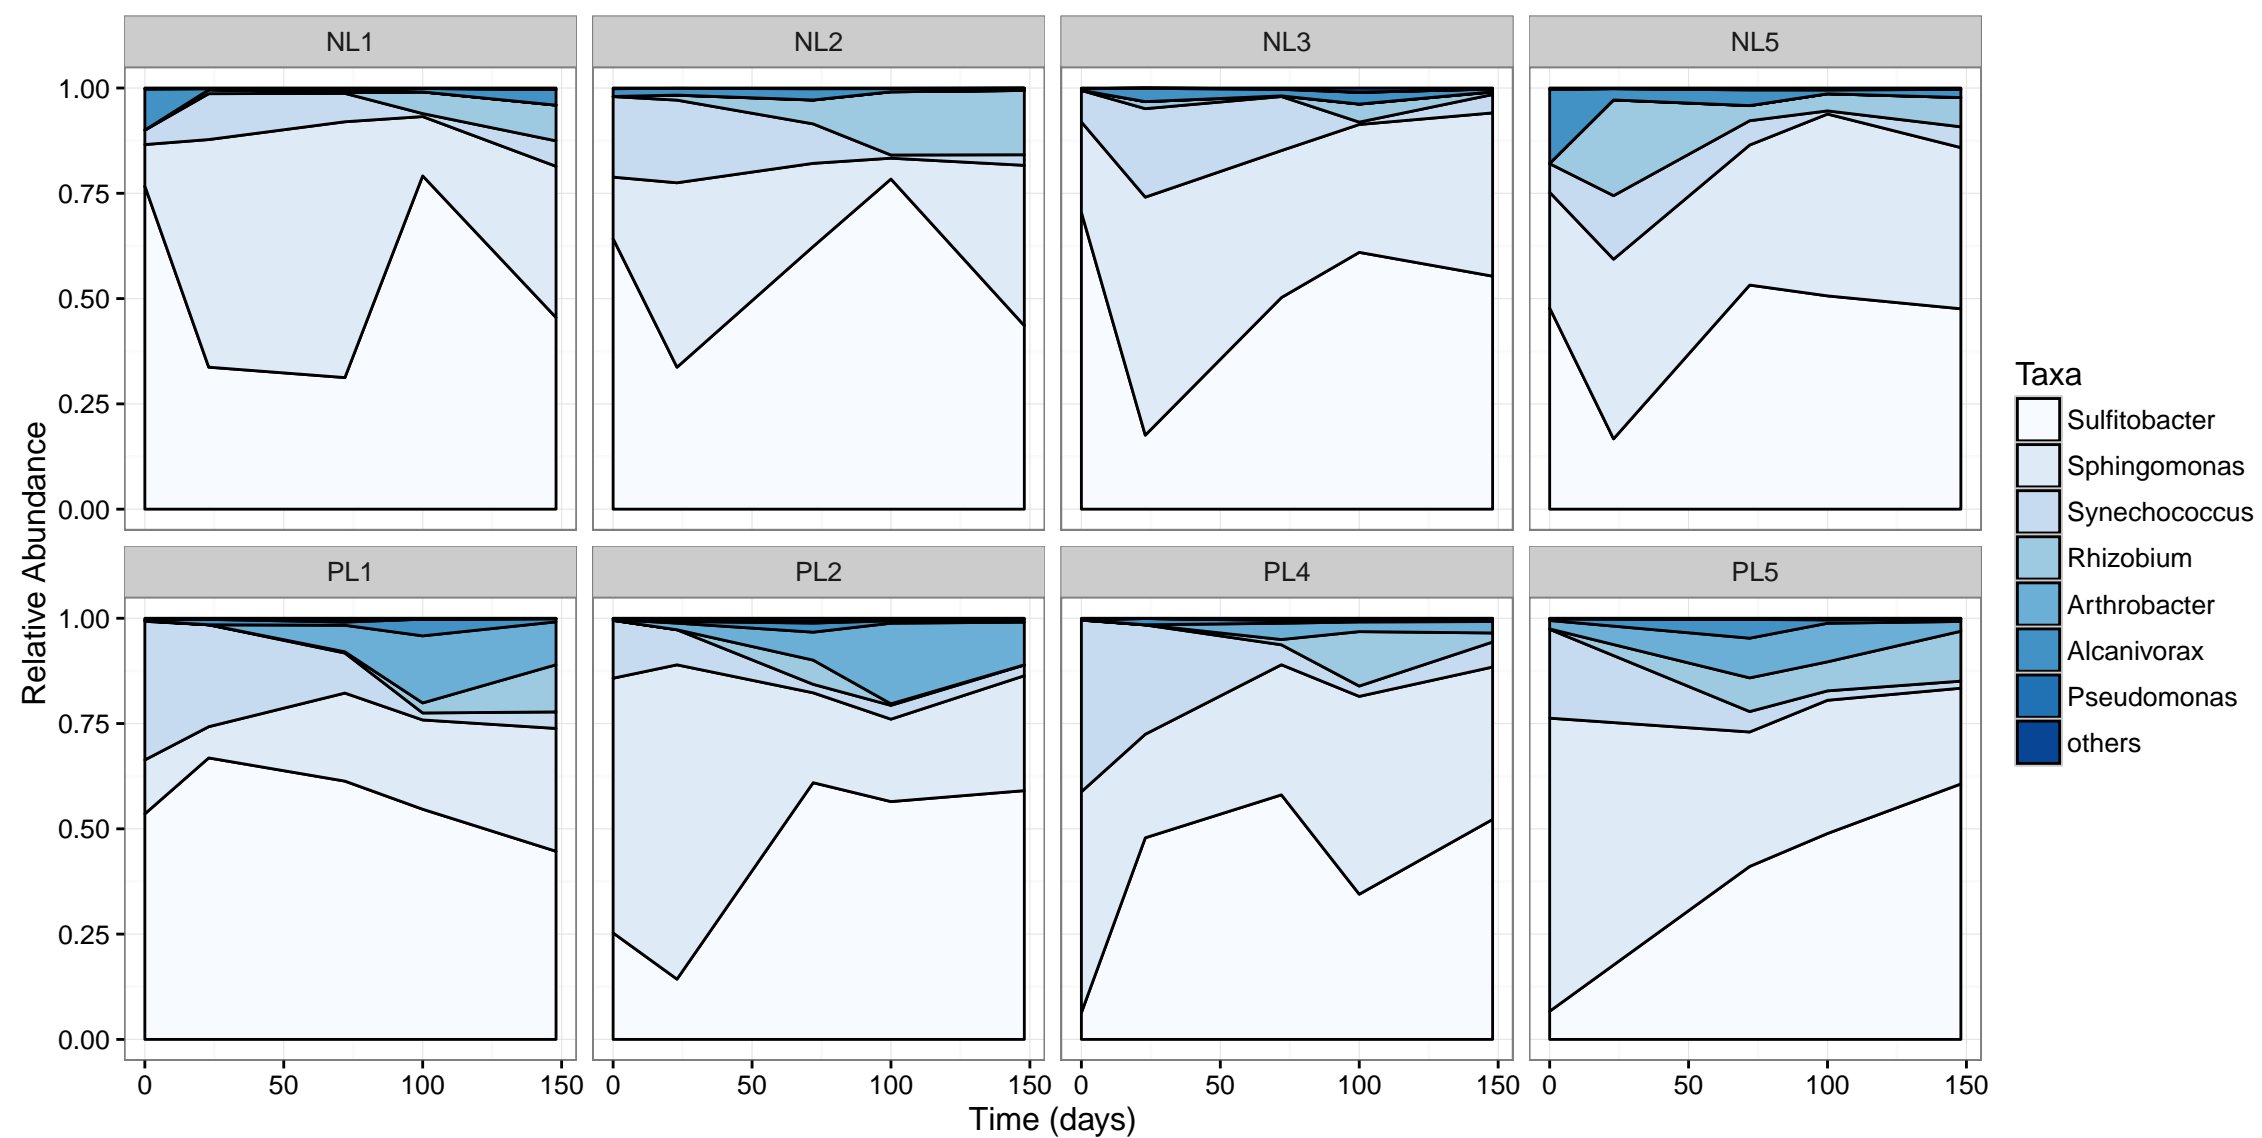 NL1 NL2 NL3 NL5
1.00
0.75
0.50
0.25
0.00
PL1 PL2 PL4 PL5
1.00
0.75
0.50
0.25
0.00
0 50 100 150 0 50 100 150 0 50 100 150 0 50 100 150
Time (days)
Relative Abundance
Taxa
Sulfitobacter
Sphingomonas
Synechococcus
Rhizobium
Arthrobacter
Alcanivorax
Pseudomonas
others